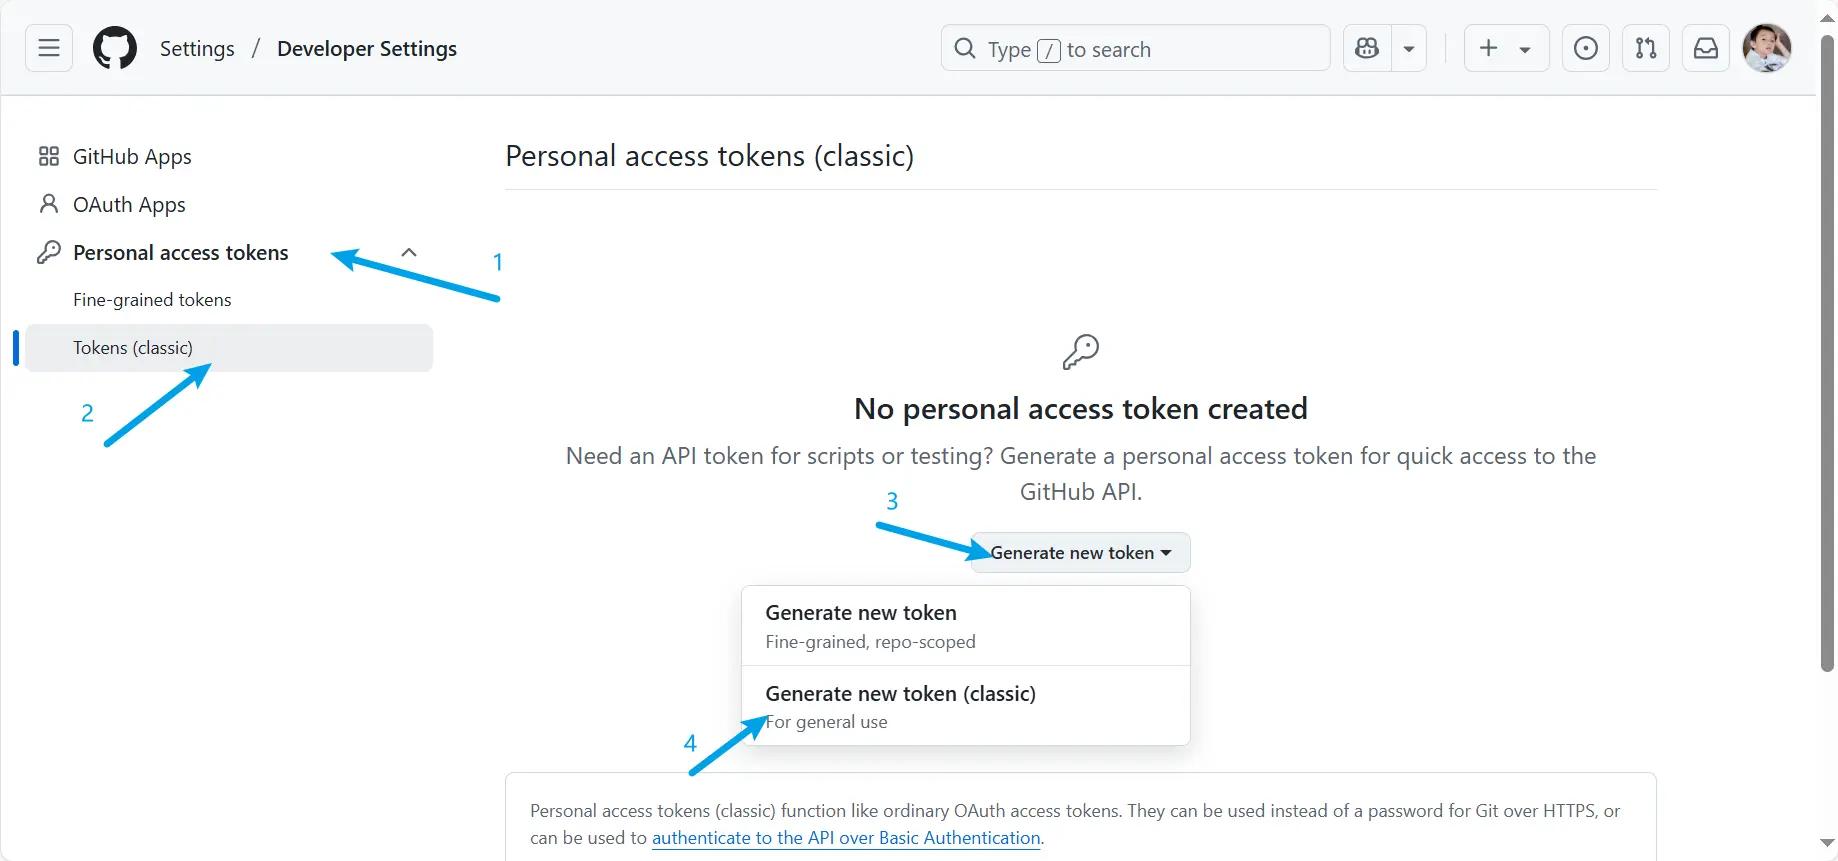 Settings / Developer Settings
Type / to search
GitHub Apps
OAuth Apps
Personal access tokens
Fine-grained tokens
Tokens (classic)
1
2
Personal access tokens (classic)
No personal access token created
Need an API token for scripts or testing? Generate a personal access token for quick access to the
GitHub API.
3
Generate new token
Generate new token
Fine-grained, repo-scoped
Generate new token (classic)
For general use
4
Personal access tokens (classic) function like ordinary OAuth access tokens. They can be used instead of a password for Git over HTTPS, or
can be used to authenticate to the API over Basic Authentication.